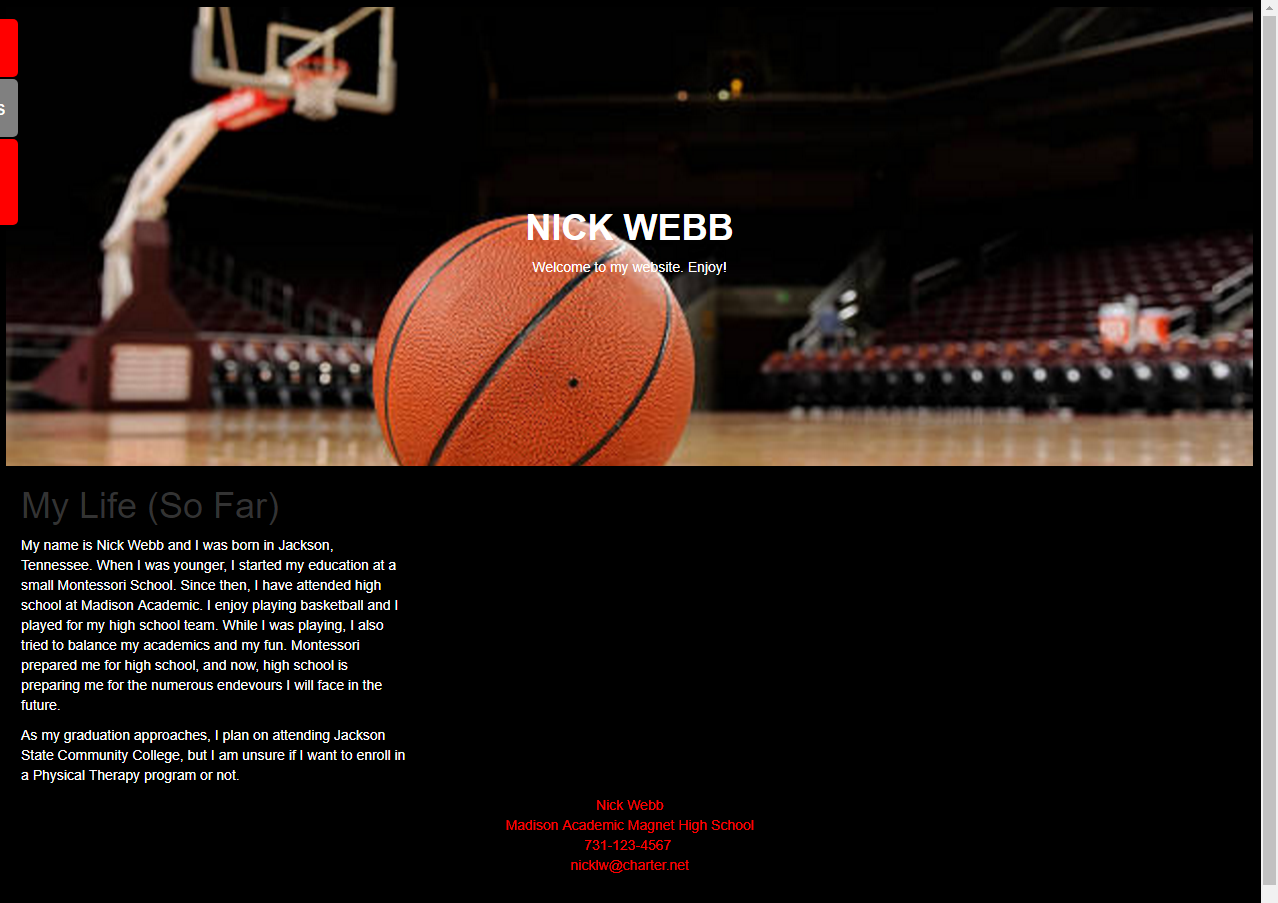 S
NICK WEBB
Welcome to my website. Enjoy!
My Life (So Far)
My name is Nick Webb and I was born in Jackson,
Tennessee. When I was younger, I started my education at a
small Montessori School. Since then, I have attended high
school at Madison Academic. I enjoy playing basketball and I
played for my high school team. While I was playing, I also
tried to balance my academics and my fun. Montessori
prepared me for high school, and now, high school is
preparing me for the numerous endevours I will face in the
future.
As my graduation approaches, I plan on attending Jackson
State Community College, but I am unsure if I want to enroll in
a Physical Therapy program or not.
Nick Webb
Madison Academic Magnet High School
731-123-4567
nicklw@charter.net